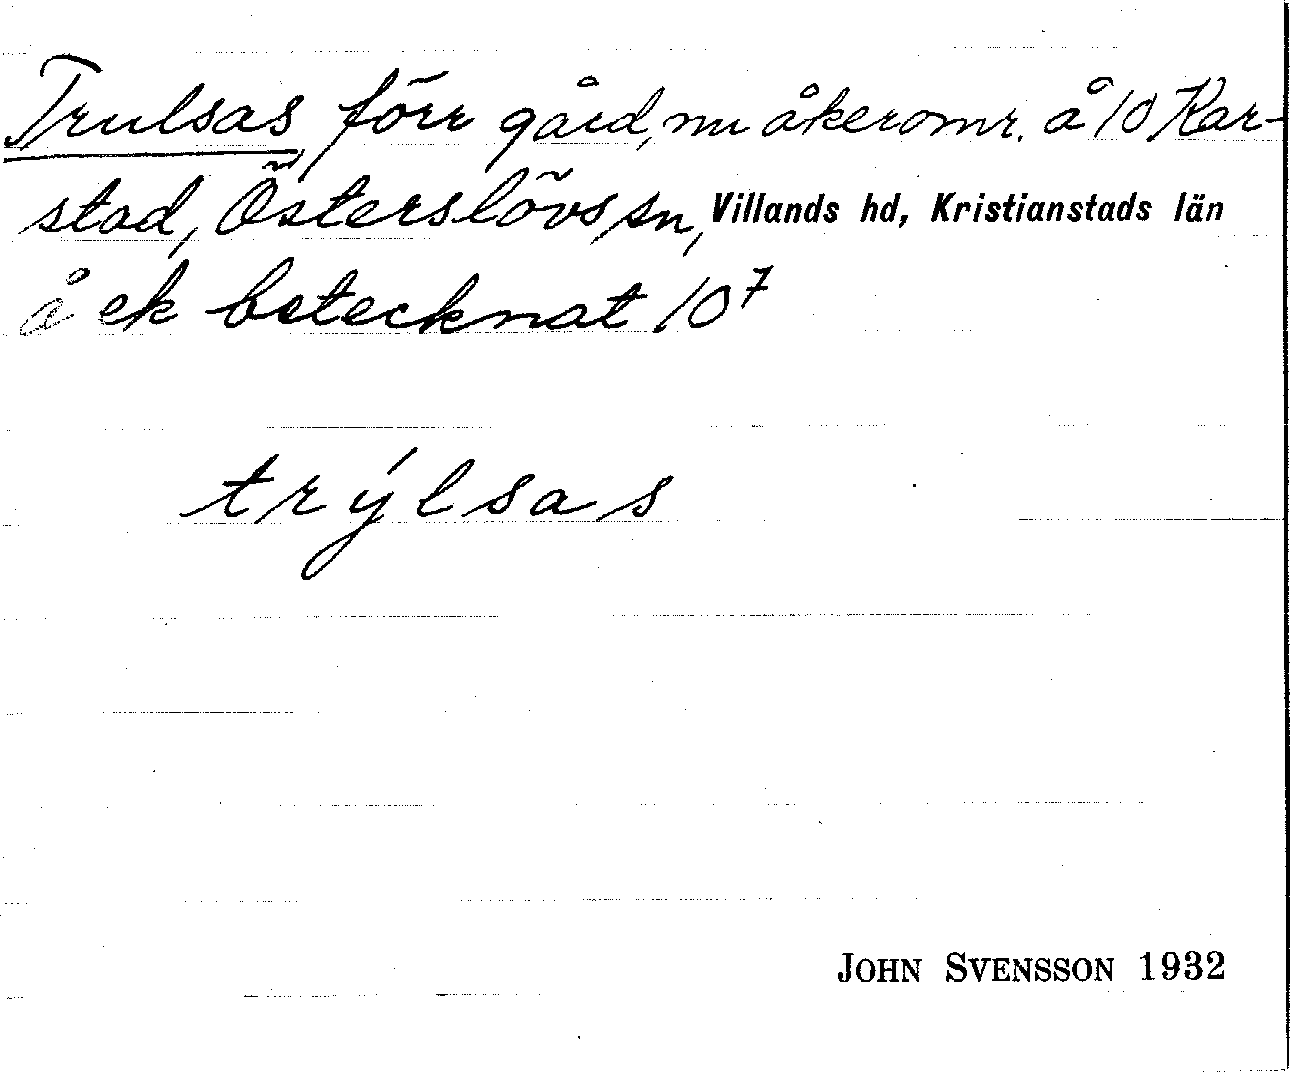 Trulsas förr gård, nu åkeromr. å 10 Kar-
stad, Österslövs sn, Villands hd, Kristianstads län
å ek betecknat 10⁷
trýlsas
JOHN SVENSSON 1932